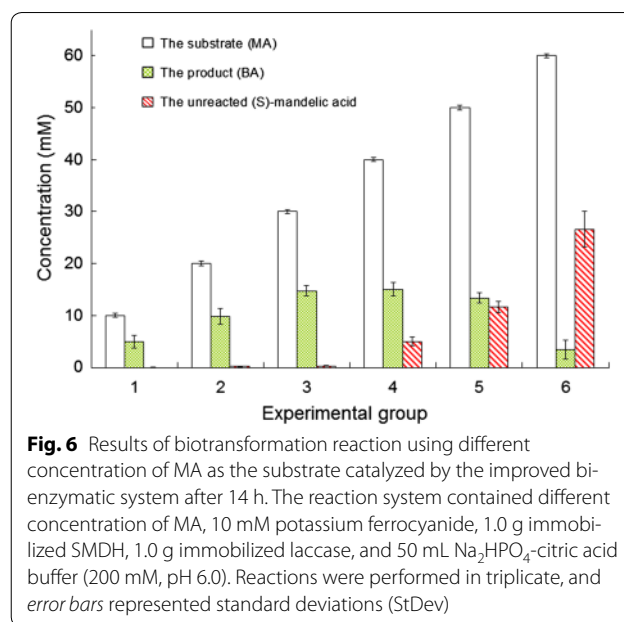 60
50
40
30
20
10
0
Concentration (mM)
The substrate (MA)
The product (BA)
The unreacted (S)-mandelic acid
1 2 3 4 5 6
Experimental group
Fig. 6 Results of biotransformation reaction using different
concentration of MA as the substrate catalyzed by the improved bi-
enzymatic system after 14 h. The reaction system contained different
concentration of MA, 10 mM potassium ferrocyanide, 1.0 g immobi-
lized SMDH, 1.0 g immobilized laccase, and 50 mL Na₂HPO₄-citric acid
buffer (200 mM, pH 6.0). Reactions were performed in triplicate, and
error bars represented standard deviations (StDev)